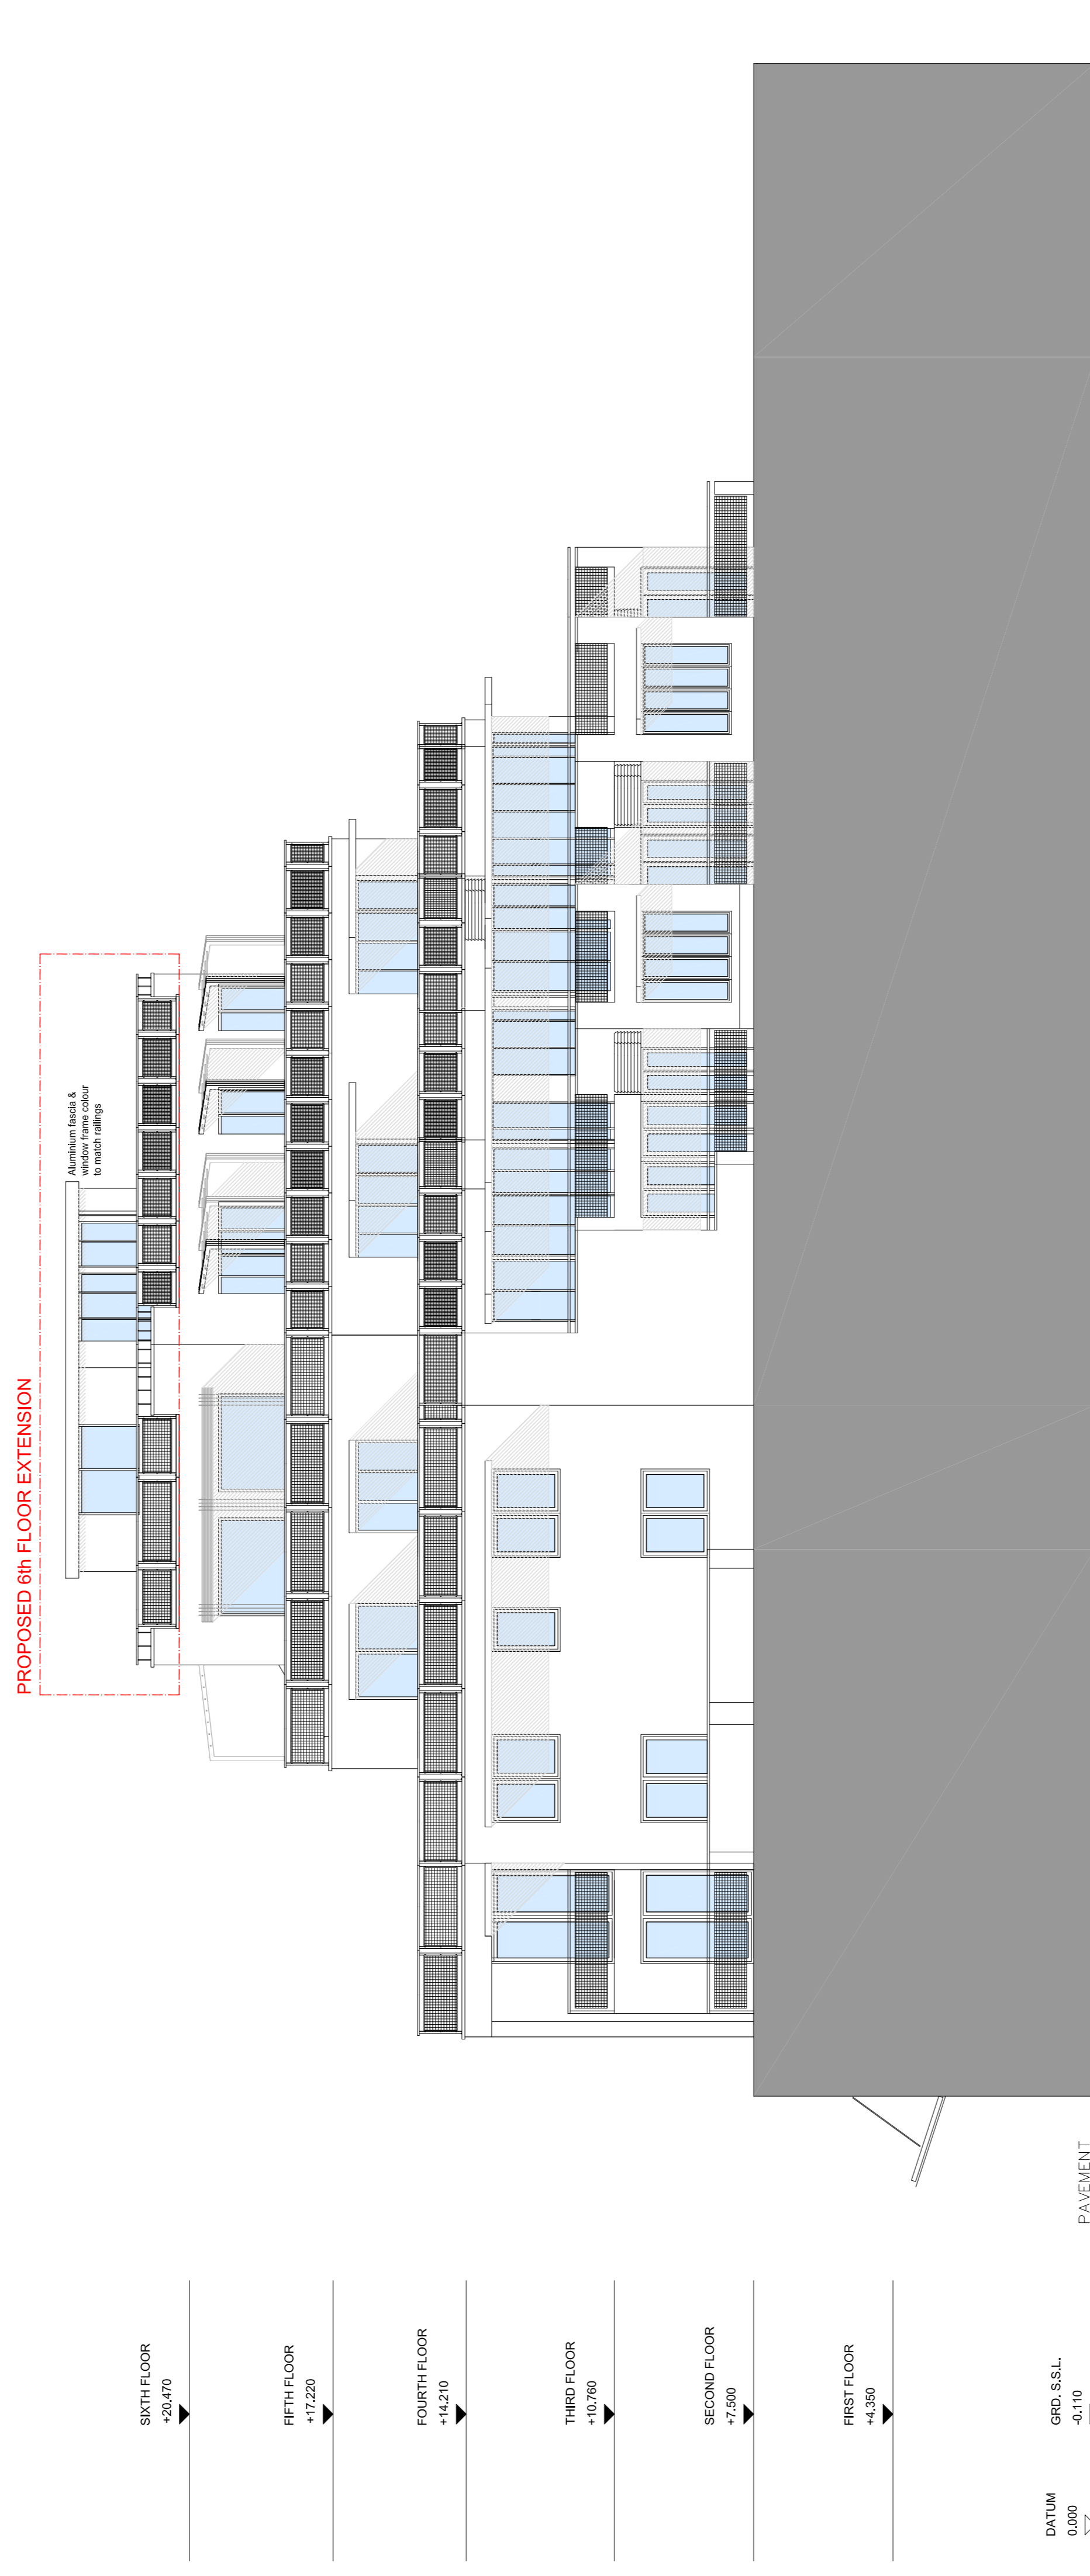 PROPOSED 6th FLOOR EXTENSION
Aluminium fascia &
window frame colour
to match raillings
SIXTH FLOOR
+20.470
FIFTH FLOOR
+17.220
FOURTH FLOOR
+14.210
THIRD FLOOR
+10.760
SECOND FLOOR
+7.500
FIRST FLOOR
+4.350
GRD. S.S.L.
-0.110
DATUM
0.000
PAVEMENT